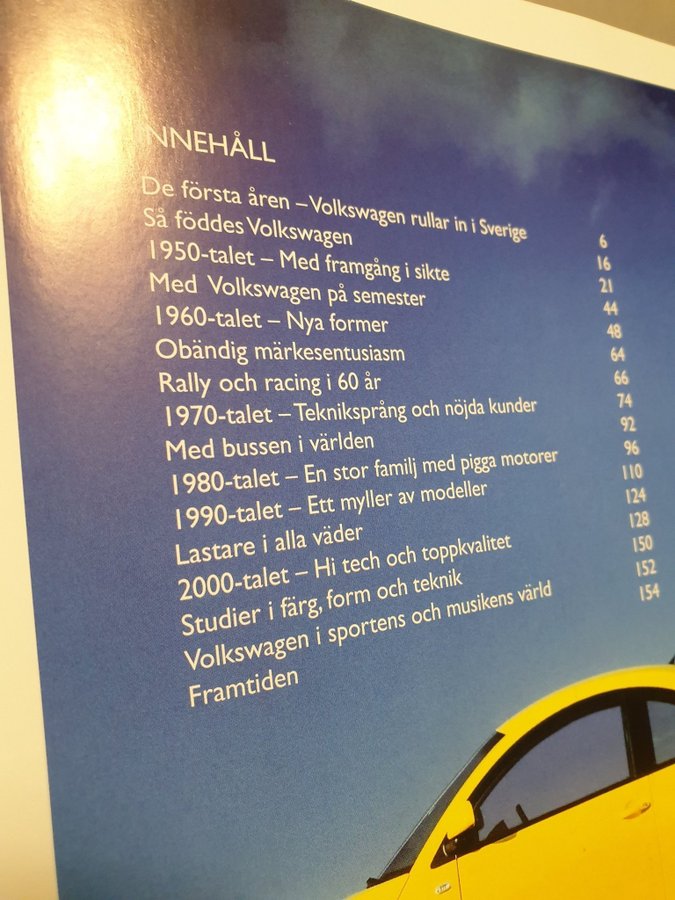 INNEHÅLL
De första åren – Volkswagen rullar in i Sverige 6
Så föddes Volkswagen 16
1950-talet – Med framgång i sikte 21
Med Volkswagen på semester 44
1960-talet – Nya former 48
Obändig märkesentusiasm 64
Rally och racing i 60 år 66
1970-talet – Tekniksprång och nöjda kunder 74
Med bussen i världen 92
1980-talet – En stor familj med pigga motorer 96
1990-talet – Ett myller av modeller 110
Lastare i alla väder 124
2000-talet – Hi tech och toppkvalitet 128
Studier i färg, form och teknik 150
Volkswagen i sportens och musikens värld 152
Framtiden 154